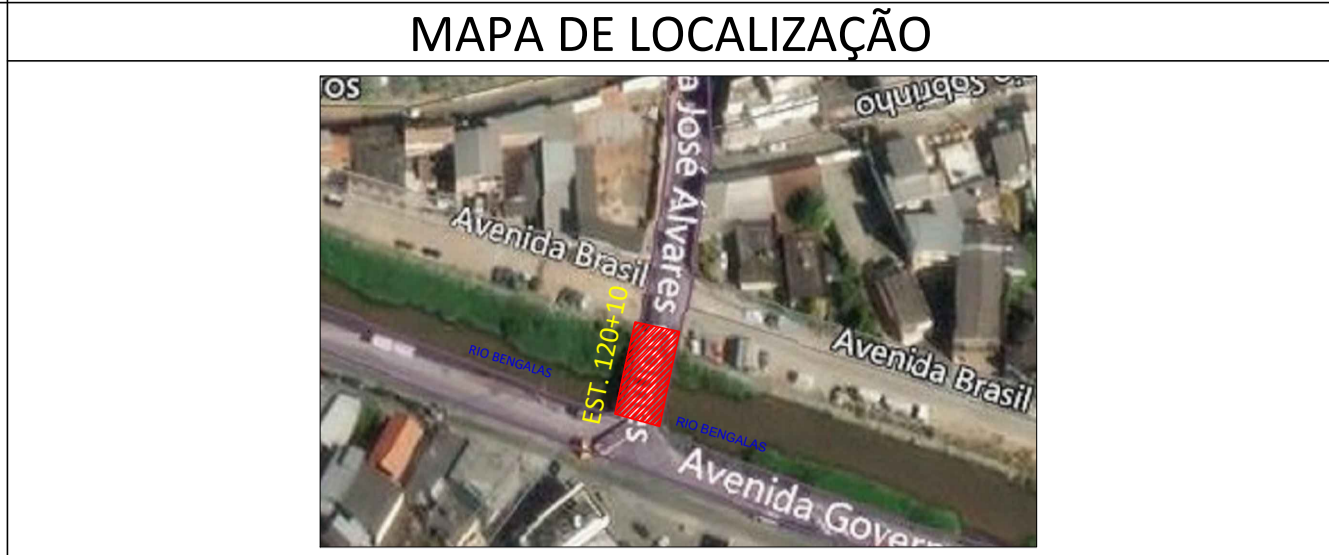 MAPA DE LOCALIZAÇÃO
os
a José Álvares
Sobrinho
Avenida Brasil
EST. 120+10
Avenida Brasil
RIO BENGALAS
RIO BENGALAS
s
Avenida Govern